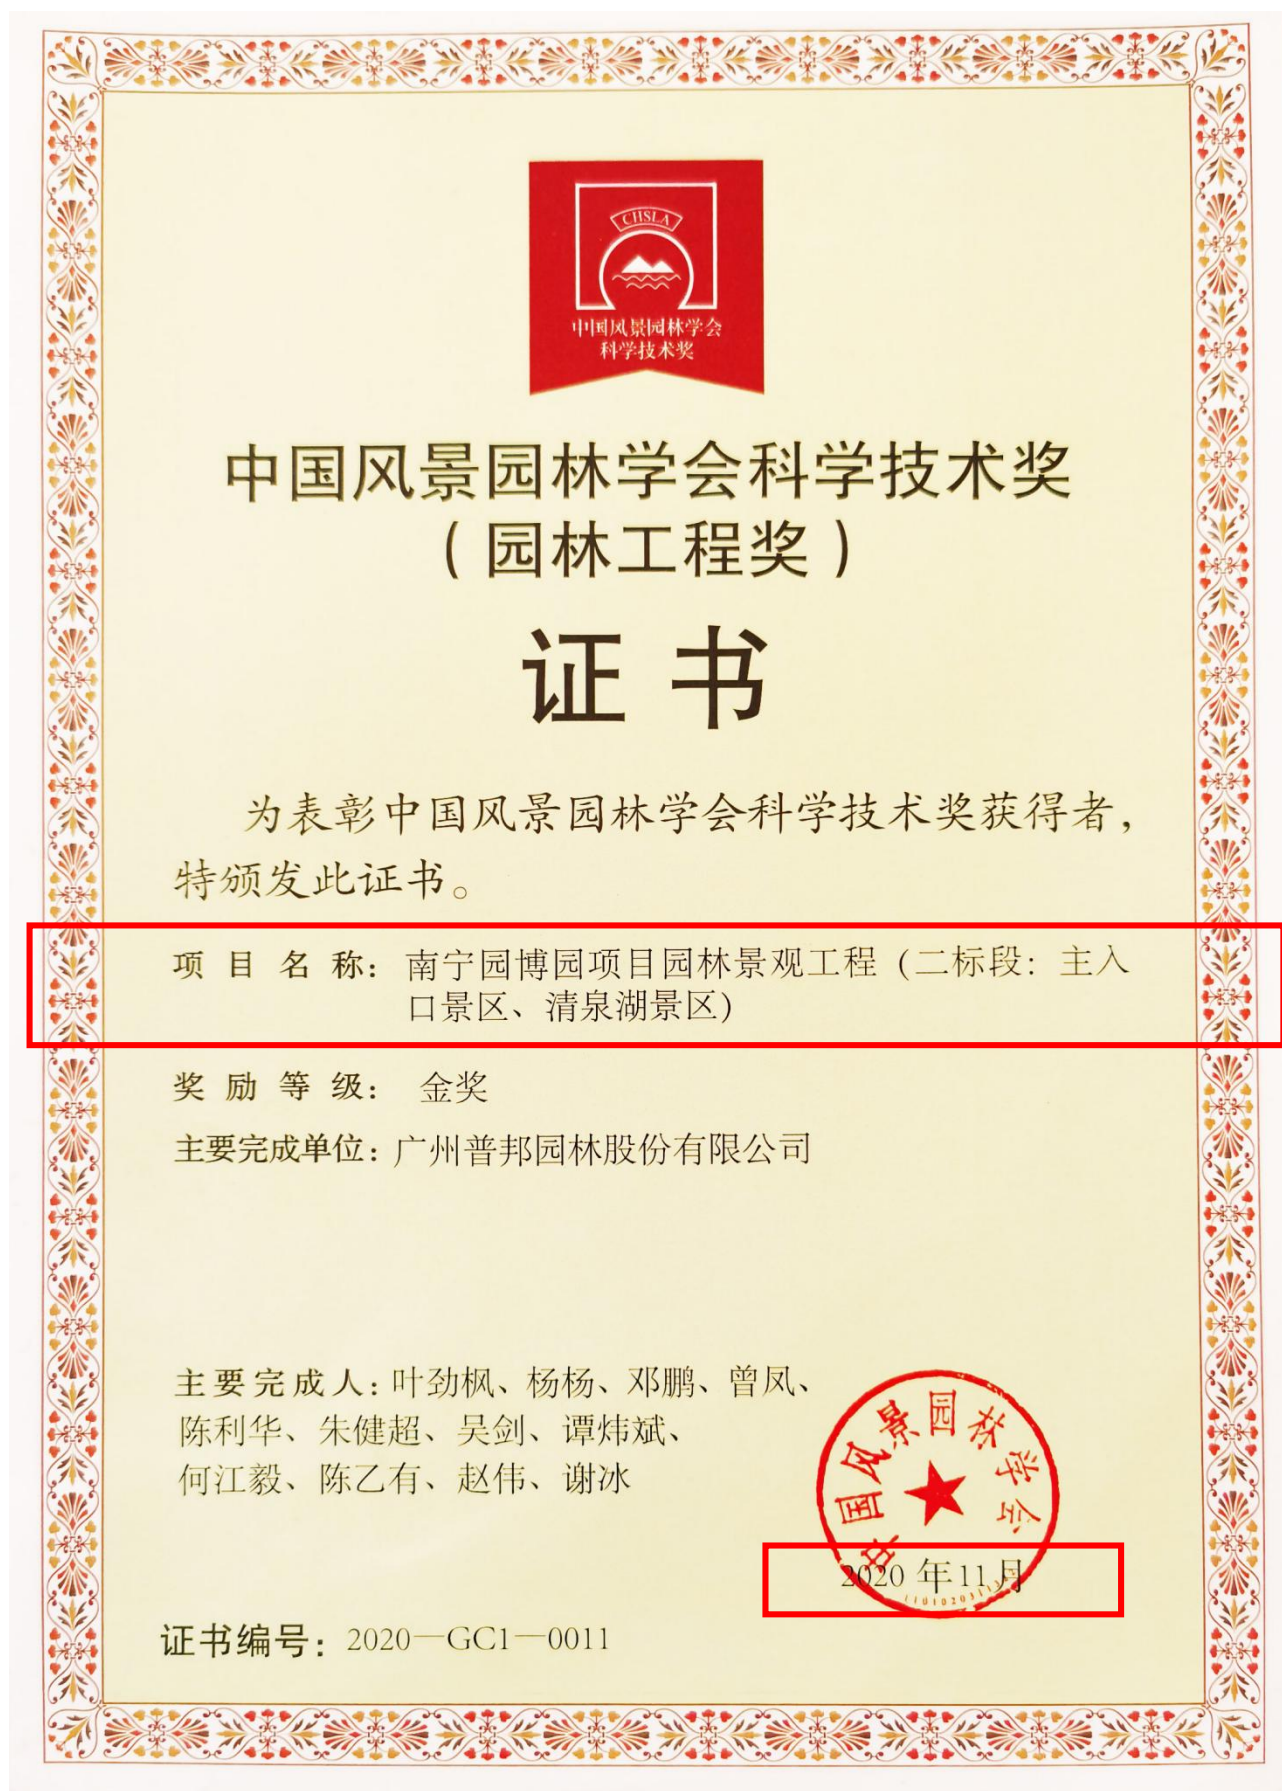 CHSLA
中国风景园林学会
科学技术奖
中国风景园林学会科学技术奖
(园林工程奖)
证书
为表彰中国风景园林学会科学技术奖获得者，
特颁发此证书。
项目名称：南宁园博园项目园林景观工程（二标段：主入
口景区、清泉湖景区）
奖励等级： 金奖
主要完成单位：广州普邦园林股份有限公司
主要完成人：叶劲枫、杨杨、邓鹏、曾凤、
陈利华、朱健超、吴剑、谭炜斌、
何江毅、陈乙有、赵伟、谢冰
中国风景园林学会
2020 年11月
证书编号：2020—GC1—0011